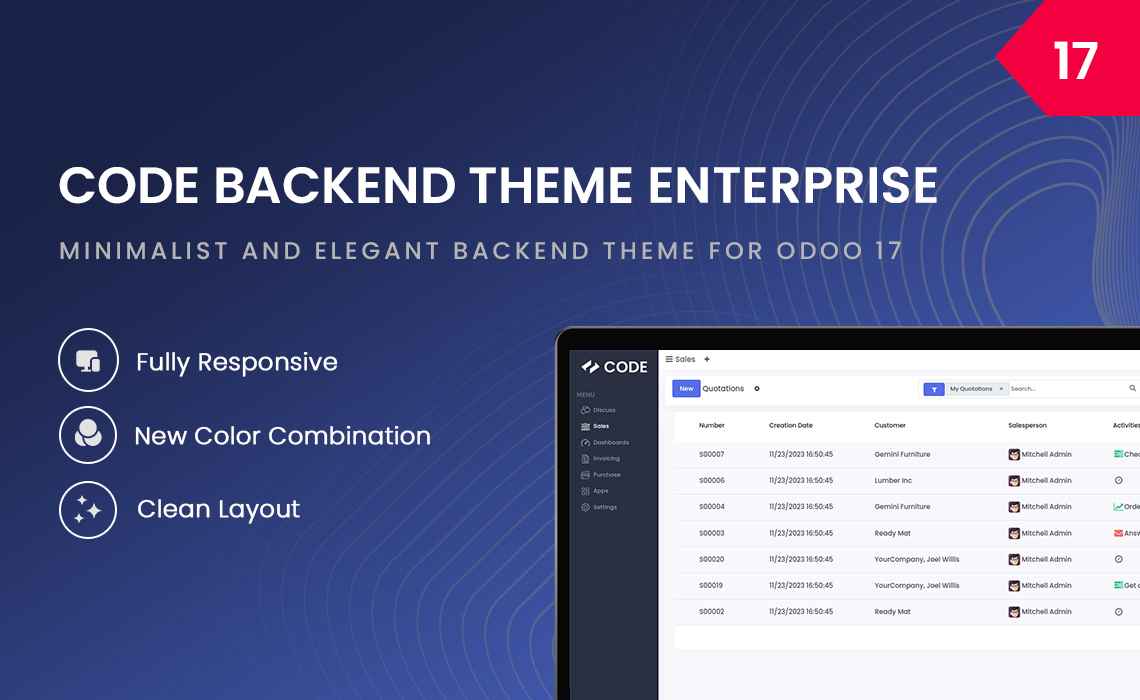 17
CODE BACKEND THEME ENTERPRISE
MINIMALIST AND ELEGANT BACKEND THEME FOR ODOO 17
Fully Responsive
New Color Combination
Clean Layout
CODE
MENU
Discuss
Sales
Dashboards
Invoicing
Purchase
Apps
Settings
Sales +
New Quotations My Quotations × Search...
Number Creation Date Customer Salesperson Activities
S00007 11/23/2023 16:50:45 Gemini Furniture Mitchell Admin Chec
S00006 11/23/2023 16:50:45 Lumber Inc Mitchell Admin
S00004 11/23/2023 16:50:45 Gemini Furniture Mitchell Admin Orde
S00003 11/23/2023 16:50:45 Ready Mat Mitchell Admin Answ
S00020 11/23/2023 16:50:45 YourCompany, Joel Willis Mitchell Admin
S00019 11/23/2023 16:50:45 YourCompany, Joel Willis Mitchell Admin Get
S00002 11/23/2023 16:50:45 Ready Mat Mitchell Admin